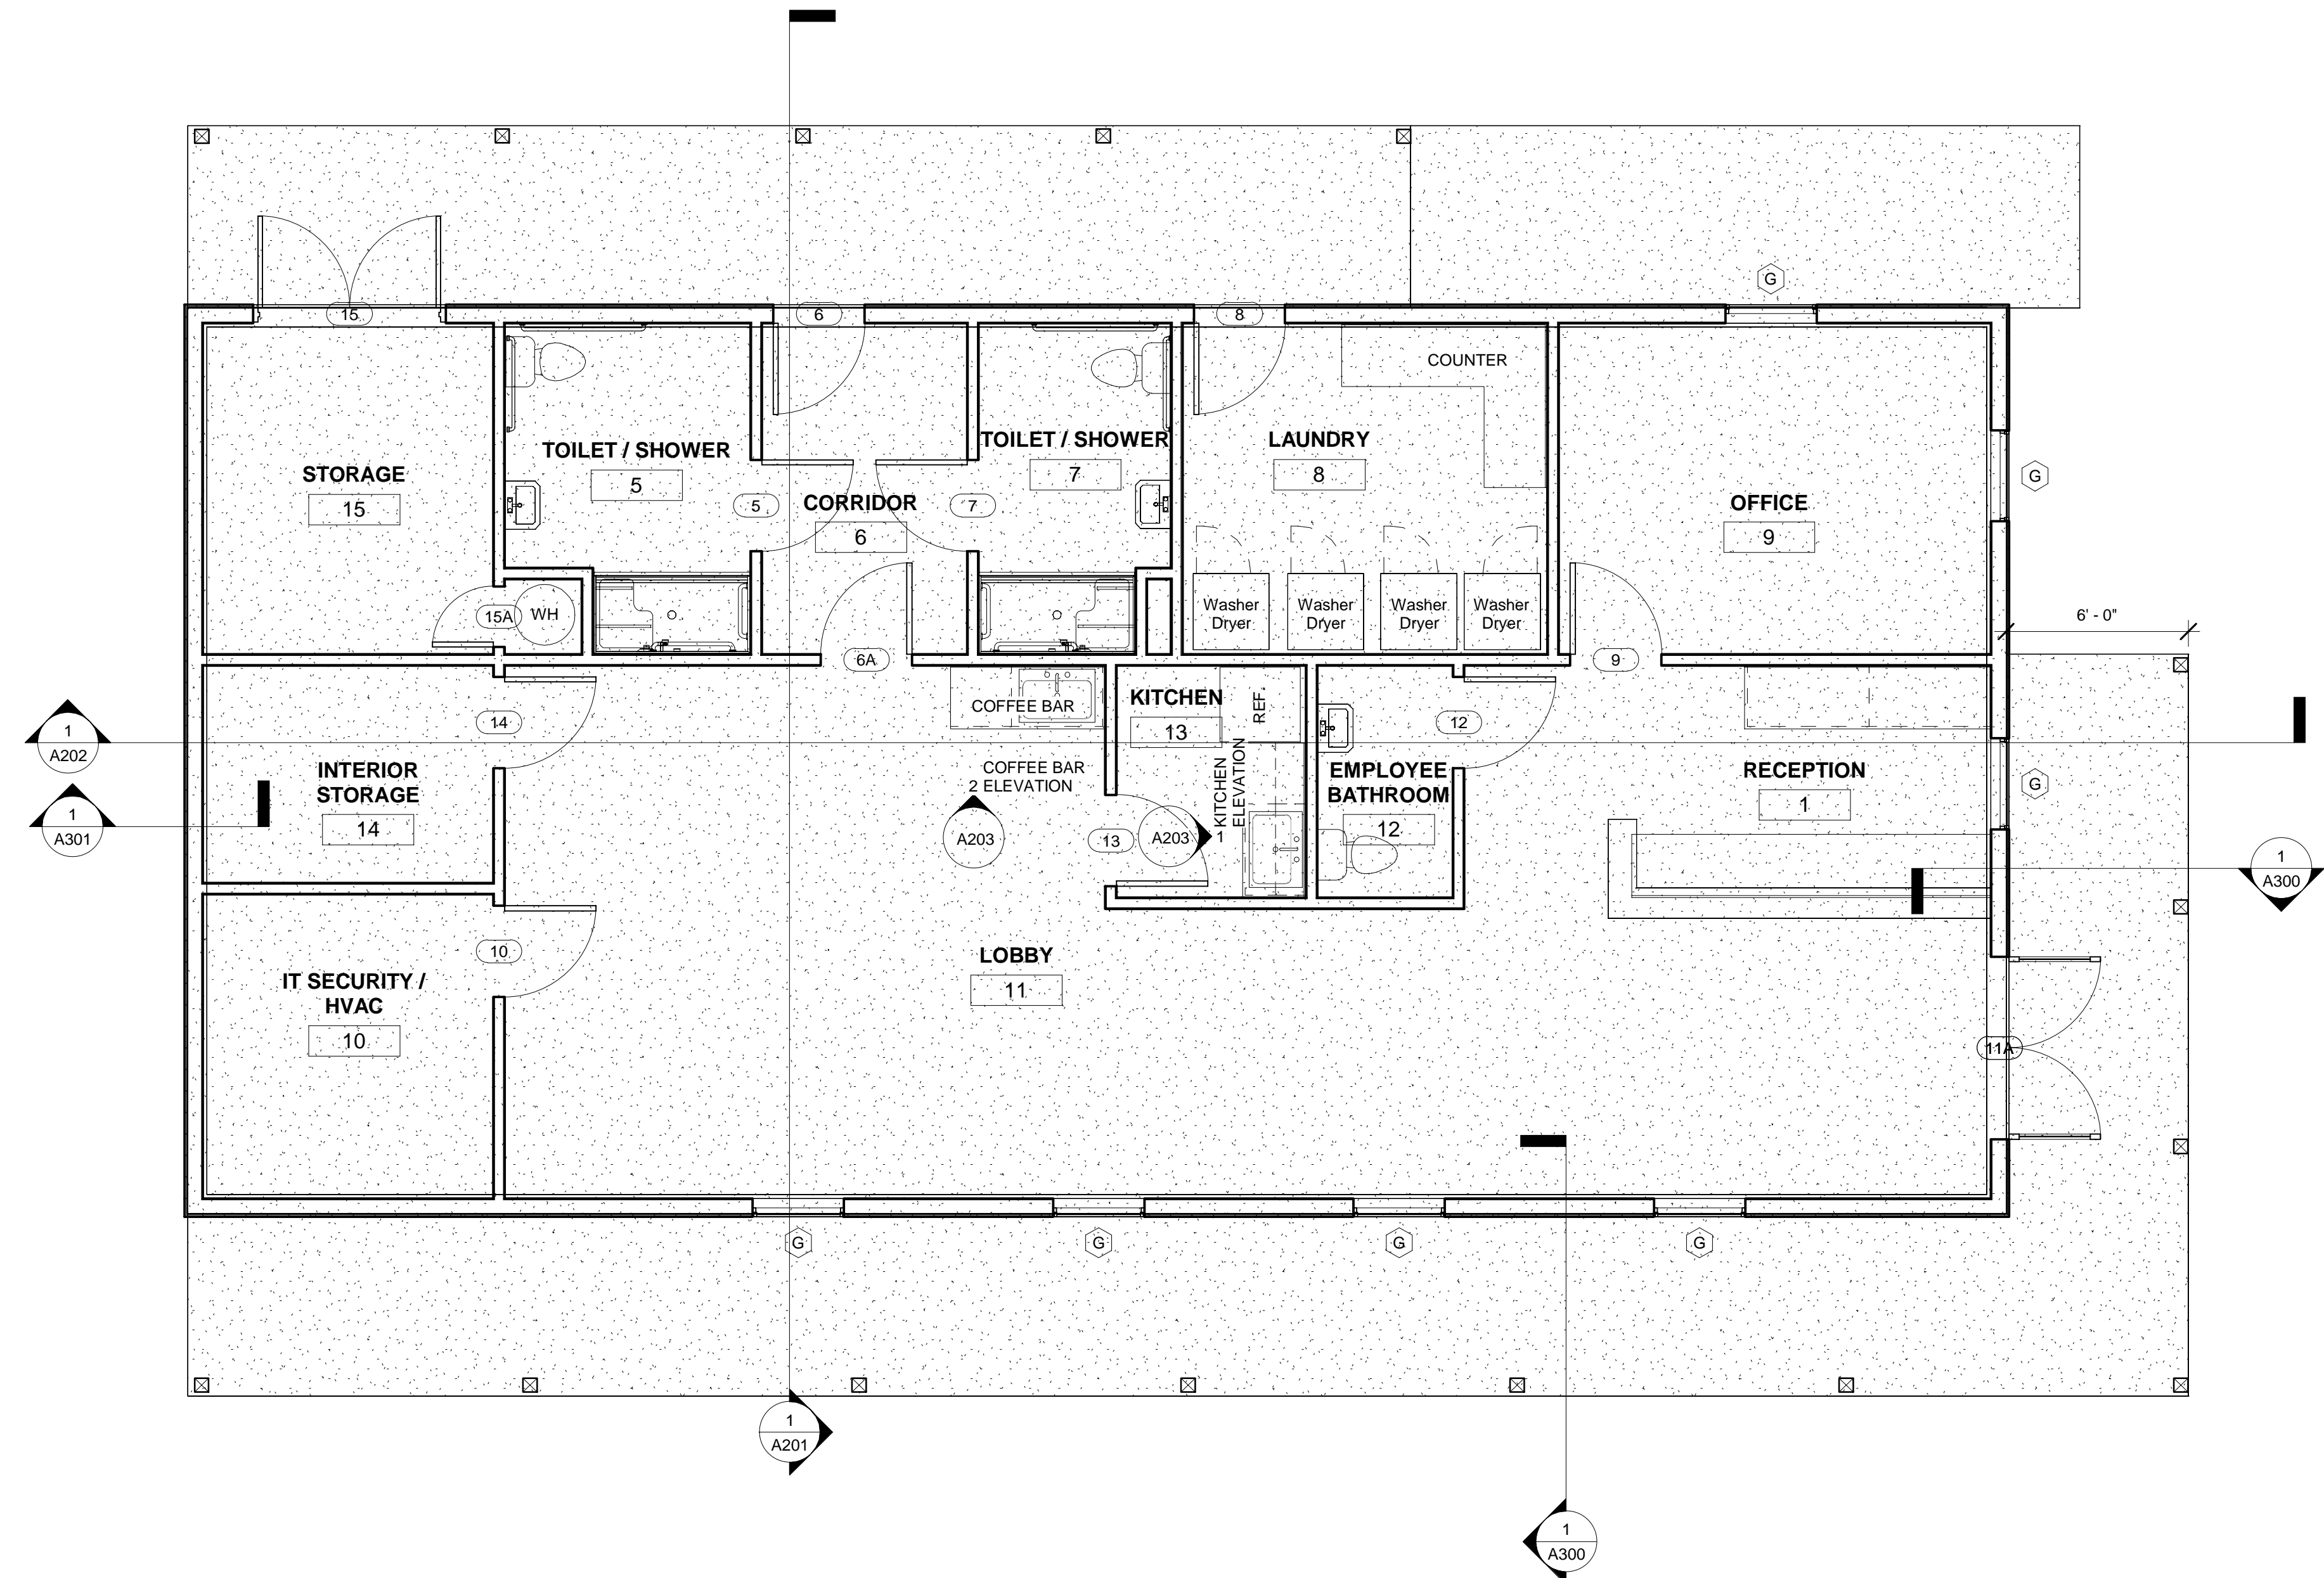 G
15
6
8
COUNTER
STORAGE
15
TOILET / SHOWER
5
5
CORRIDOR
6
7
TOILET / SHOWER
7
LAUNDRY
8
OFFICE
9
G
15A
WH
Washer
Dryer
Washer
Dryer
Washer
Dryer
Washer
Dryer
6' - 0"
6A
9
1
A202
14
COFFEE BAR
KITCHEN
13
REF.
12
1
A301
INTERIOR
STORAGE
14
COFFEE BAR
2 ELEVATION
A203
13
A203
1
KITCHEN
ELEVATION
EMPLOYEE
BATHROOM
12
RECEPTION
1
G
1
A300
IT SECURITY /
HVAC
10
10
LOBBY
11
11A
G
G
G
G
1
A201
1
A300